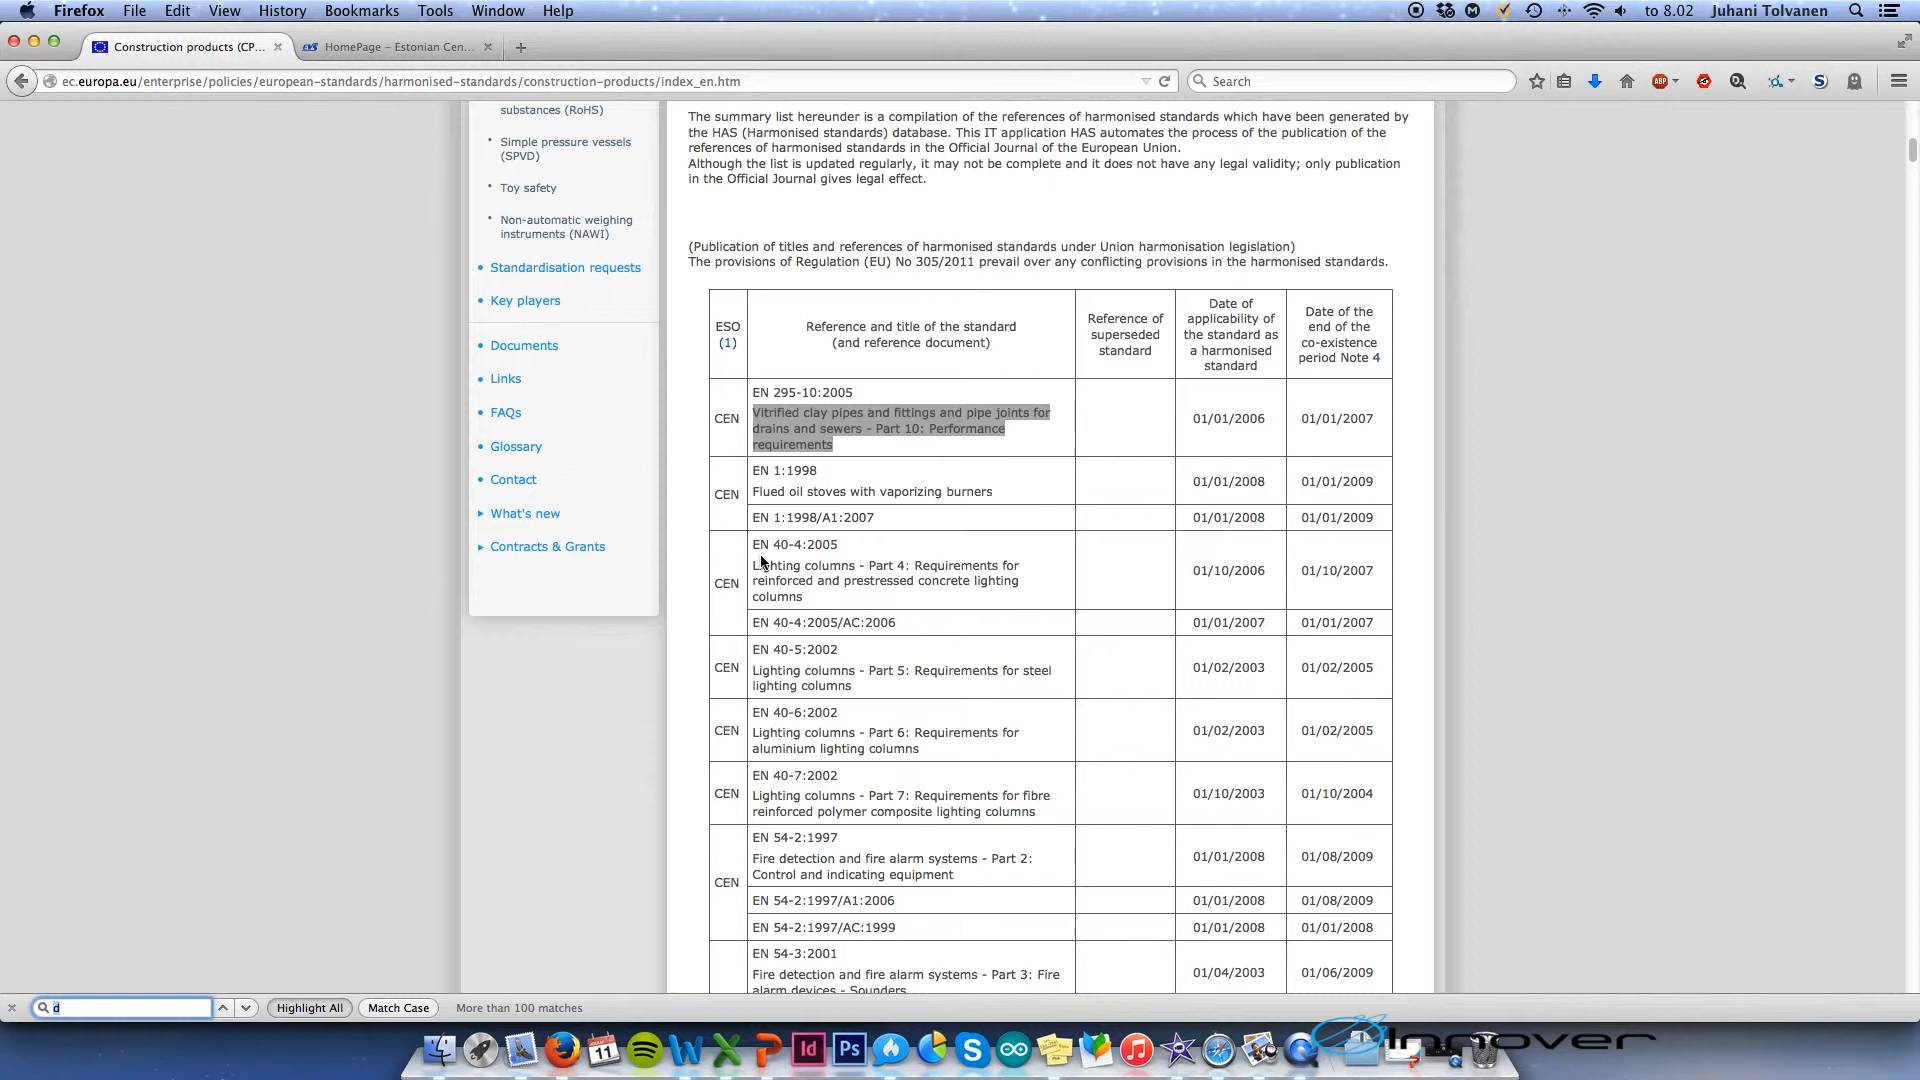 Firefox File Edit View History Bookmarks Tools Window Help to 8.02 Juhani Tolvanen
Construction products (CP... HomePage – Estonian Cen...
ec.europa.eu/enterprise/policies/european-standards/harmonised-standards/construction-products/index_en.htm Search
substances (RoHS)
Simple pressure vessels
(SPVD)
Toy safety
Non-automatic weighing
instruments (NAWI)
Standardisation requests
Key players
Documents
Links
FAQs
Glossary
Contact
What's new
Contracts & Grants
The summary list hereunder is a compilation of the references of harmonised standards which have been generated by
the HAS (Harmonised standards) database. This IT application HAS automates the process of the publication of the
references of harmonised standards in the Official Journal of the European Union.
Although the list is updated regularly, it may not be complete and it does not have any legal validity; only publication
in the Official Journal gives legal effect.
(Publication of titles and references of harmonised standards under Union harmonisation legislation)
The provisions of Regulation (EU) No 305/2011 prevail over any conflicting provisions in the harmonised standards.
ESO
(1)
Reference and title of the standard
(and reference document)
Reference of
superseded
standard
Date of
applicability of
the standard as
a harmonised
standard
Date of the
end of the
co-existence
period Note 4
CEN
EN 295-10:2005
Vitrified clay pipes and fittings and pipe joints for
drains and sewers - Part 10: Performance
requirements
01/01/2006 01/01/2007
CEN
EN 1:1998
Flued oil stoves with vaporizing burners
01/01/2008 01/01/2009
EN 1:1998/A1:2007 01/01/2008 01/01/2009
CEN
EN 40-4:2005
Lighting columns - Part 4: Requirements for
reinforced and prestressed concrete lighting
columns
01/10/2006 01/10/2007
EN 40-4:2005/AC:2006 01/01/2007 01/01/2007
CEN
EN 40-5:2002
Lighting columns - Part 5: Requirements for steel
lighting columns
01/02/2003 01/02/2005
CEN
EN 40-6:2002
Lighting columns - Part 6: Requirements for
aluminium lighting columns
01/02/2003 01/02/2005
CEN
EN 40-7:2002
Lighting columns - Part 7: Requirements for fibre
reinforced polymer composite lighting columns
01/10/2003 01/10/2004
CEN
EN 54-2:1997
Fire detection and fire alarm systems - Part 2:
Control and indicating equipment
01/01/2008 01/08/2009
EN 54-2:1997/A1:2006 01/01/2008 01/08/2009
EN 54-2:1997/AC:1999 01/01/2008 01/01/2008
EN 54-3:2001
Fire detection and fire alarm systems - Part 3: Fire
alarm devices - Sounders
01/04/2003 01/06/2009
d Highlight All Match Case More than 100 matches
11 Id Ps
Innover